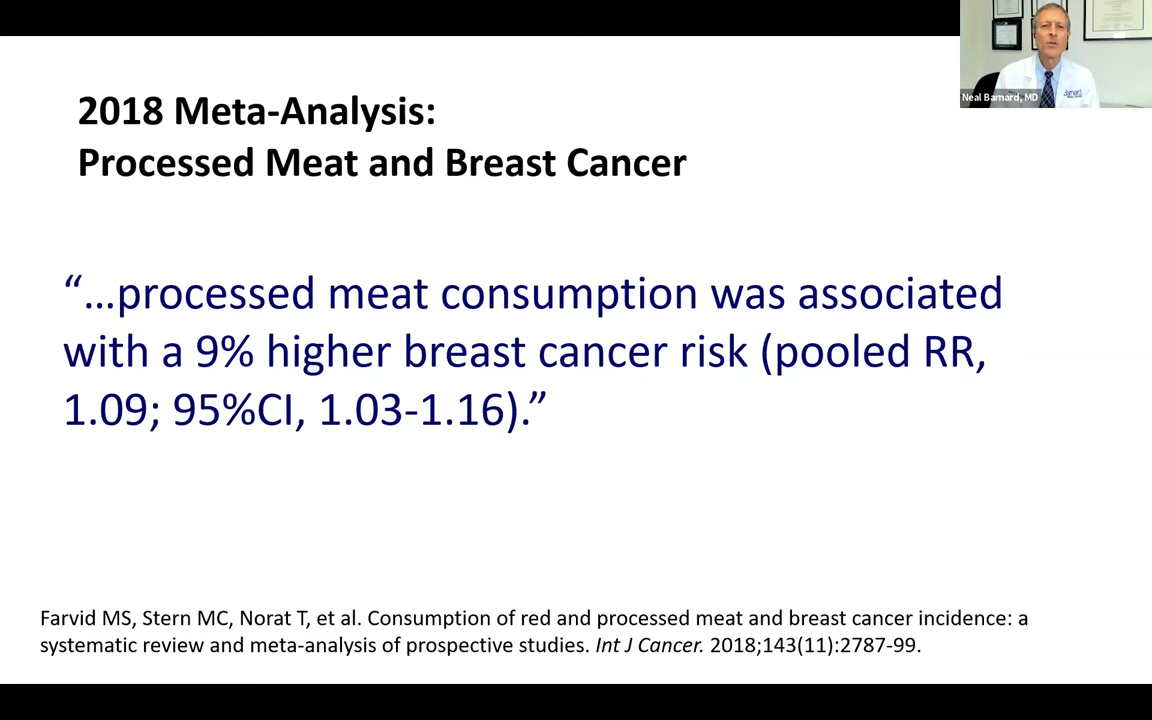 2018 Meta-Analysis:
Processed Meat and Breast Cancer
Neal Barnard, MD
“…processed meat consumption was associated
with a 9% higher breast cancer risk (pooled RR,
1.09; 95%CI, 1.03-1.16).”
Farvid MS, Stern MC, Norat T, et al. Consumption of red and processed meat and breast cancer incidence: a
systematic review and meta-analysis of prospective studies. Int J Cancer. 2018;143(11):2787-99.